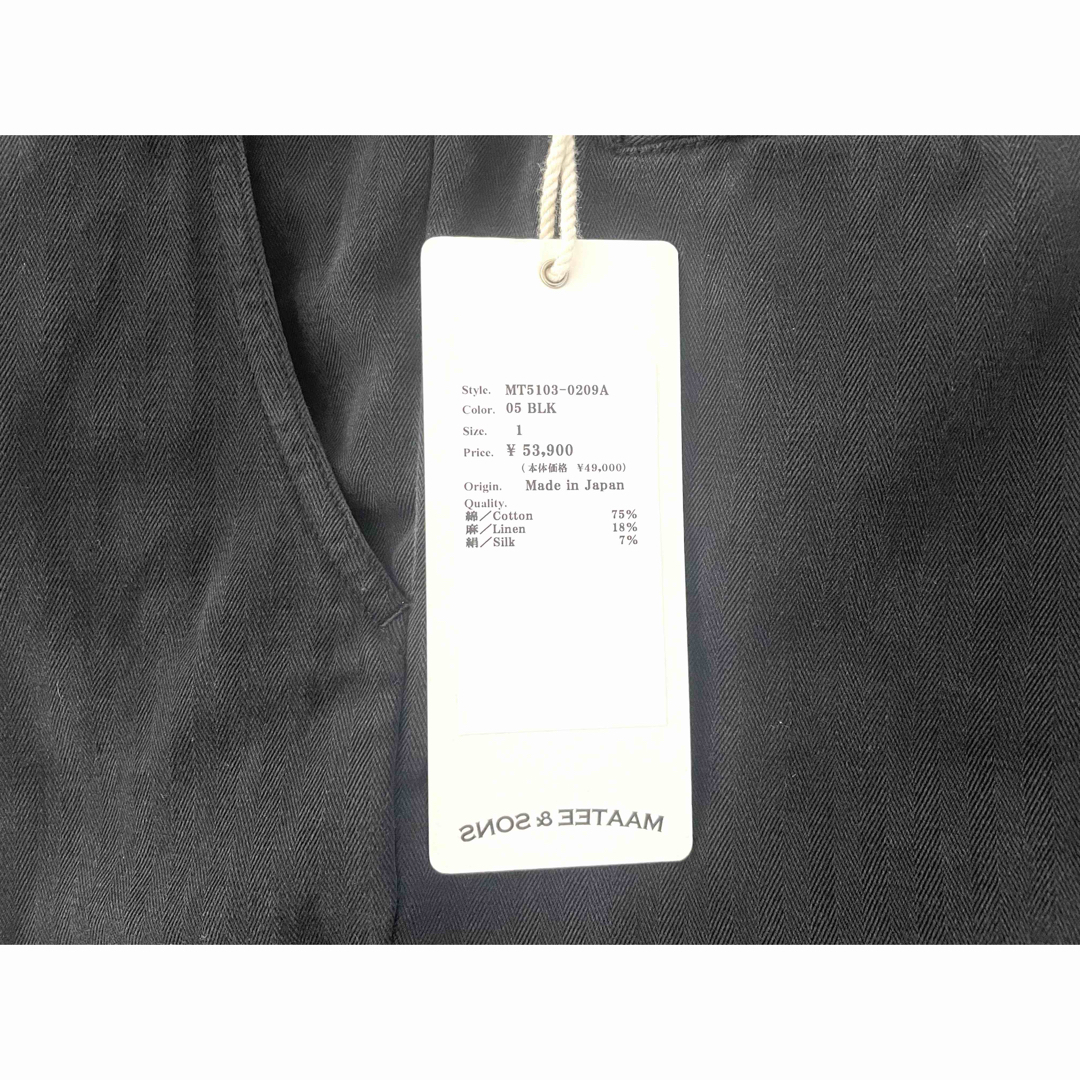 Style. MT5103-0209A
Color. 05 BLK
Size. 1
Price. ¥ 53,900
(本体価格 ¥49,000)
Origin. Made in Japan
Quality.
綿/Cotton 75%
麻/Linen 18%
絹/Silk 7%
MAATEE & SONS